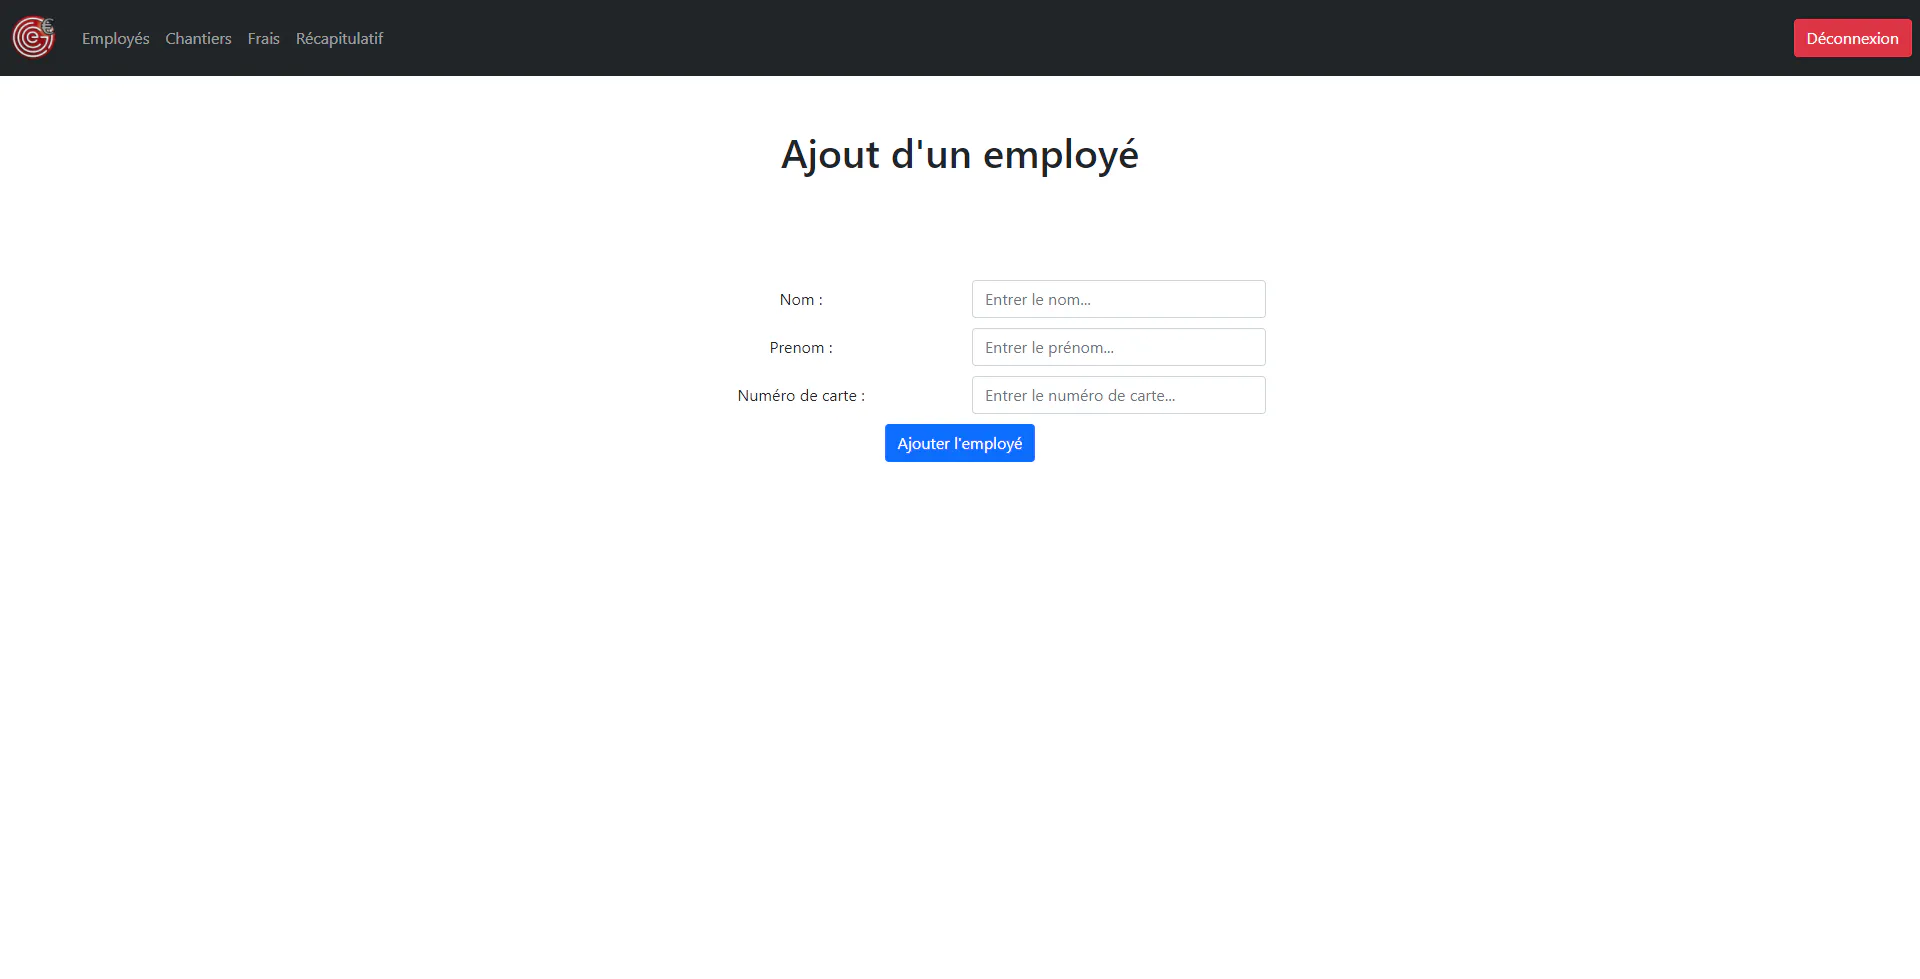 Employés Chantiers Frais Récapitulatif Déconnexion
Ajout d'un employé
Nom : Entrer le nom...
Prenom : Entrer le prénom...
Numéro de carte : Entrer le numéro de carte...
Ajouter l'employé